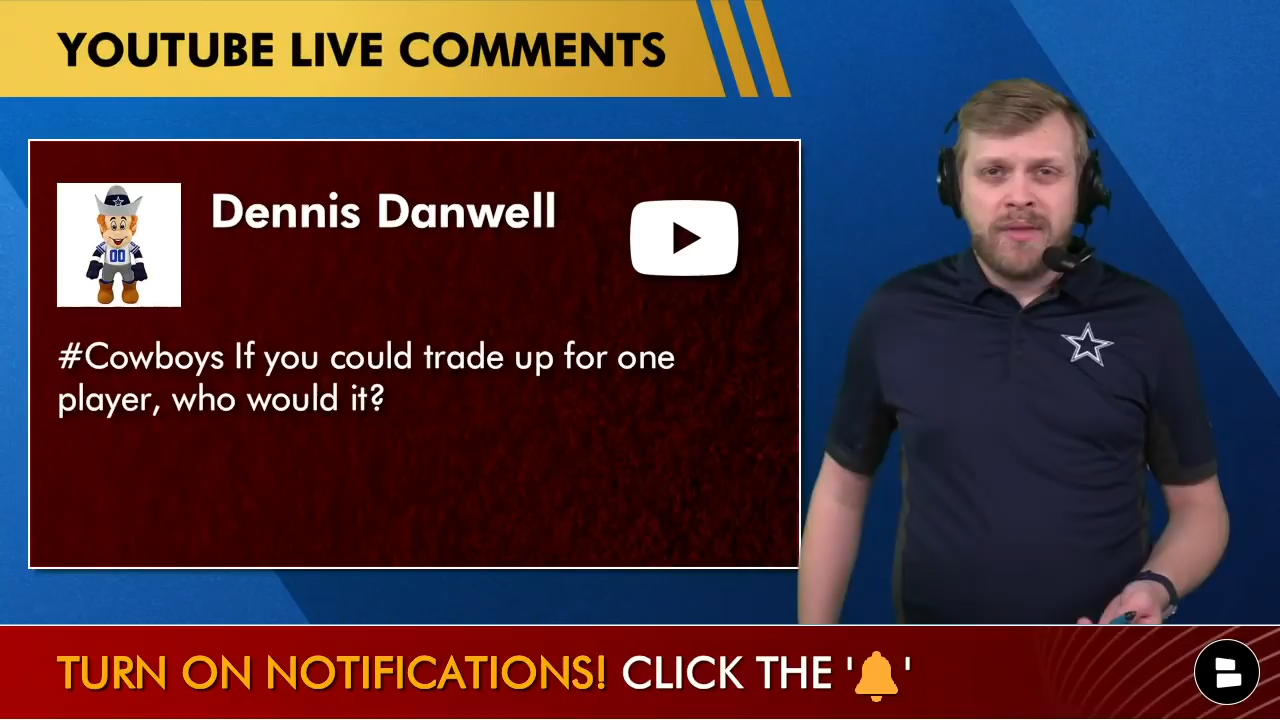 YOUTUBE LIVE COMMENTS
Dennis Danwell
00
#Cowboys If you could trade up for one
player, who would it?
TURN ON NOTIFICATIONS! CLICK THE '🔔'